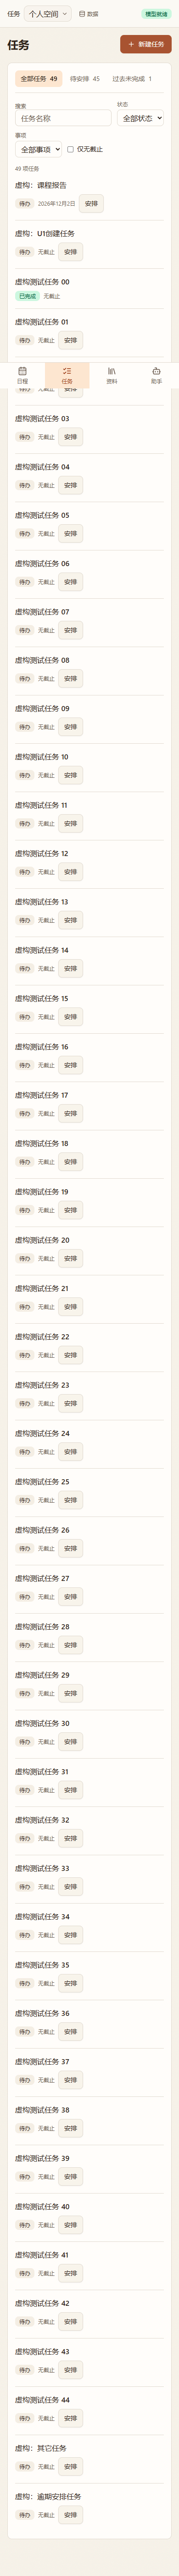 任务 个人空间 数据 模型就绪
任务 + 新建任务
全部任务 49 待安排 45 过去未完成 1
搜索 状态
任务名称 全部状态
事项
全部事项 仅无截止
49 项任务
虚构：课程报告
待办 2026年12月2日 安排
虚构：U1创建任务
待办 无截止 安排
虚构测试任务 00
已完成 无截止
虚构测试任务 01
待办 无截止 安排
日程 任务 资料 助手
虚构测试任务 03
待办 无截止 安排
虚构测试任务 04
待办 无截止 安排
虚构测试任务 05
待办 无截止 安排
虚构测试任务 06
待办 无截止 安排
虚构测试任务 07
待办 无截止 安排
虚构测试任务 08
待办 无截止 安排
虚构测试任务 09
待办 无截止 安排
虚构测试任务 10
待办 无截止 安排
虚构测试任务 11
待办 无截止 安排
虚构测试任务 12
待办 无截止 安排
虚构测试任务 13
待办 无截止 安排
虚构测试任务 14
待办 无截止 安排
虚构测试任务 15
待办 无截止 安排
虚构测试任务 16
待办 无截止 安排
虚构测试任务 17
待办 无截止 安排
虚构测试任务 18
待办 无截止 安排
虚构测试任务 19
待办 无截止 安排
虚构测试任务 20
待办 无截止 安排
虚构测试任务 21
待办 无截止 安排
虚构测试任务 22
待办 无截止 安排
虚构测试任务 23
待办 无截止 安排
虚构测试任务 24
待办 无截止 安排
虚构测试任务 25
待办 无截止 安排
虚构测试任务 26
待办 无截止 安排
虚构测试任务 27
待办 无截止 安排
虚构测试任务 28
待办 无截止 安排
虚构测试任务 29
待办 无截止 安排
虚构测试任务 30
待办 无截止 安排
虚构测试任务 31
待办 无截止 安排
虚构测试任务 32
待办 无截止 安排
虚构测试任务 33
待办 无截止 安排
虚构测试任务 34
待办 无截止 安排
虚构测试任务 35
待办 无截止 安排
虚构测试任务 36
待办 无截止 安排
虚构测试任务 37
待办 无截止 安排
虚构测试任务 38
待办 无截止 安排
虚构测试任务 39
待办 无截止 安排
虚构测试任务 40
待办 无截止 安排
虚构测试任务 41
待办 无截止 安排
虚构测试任务 42
待办 无截止 安排
虚构测试任务 43
待办 无截止 安排
虚构测试任务 44
待办 无截止 安排
虚构：其它任务
待办 无截止 安排
虚构：逾期安排任务
待办 无截止 安排